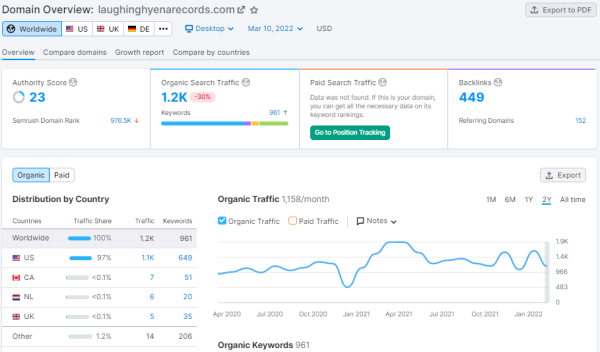 Domain Overview: laughinghyenarecords.com
Export to PDF
Worldwide US UK DE ••• Desktop Mar 10, 2022 USD
Overview Compare domains Growth report Compare by countries
Authority Score
23
Semrush Domain Rank 976.5K ↓
Organic Search Traffic
1.2K -30%
Keywords 961 ↑
Paid Search Traffic
Data was not found. If this is your domain,
you can get all the necessary data on its
keyword rankings.
Go to Position Tracking
Backlinks
449
Referring Domains 152
Organic Paid
Export
Distribution by Country
Countries Traffic Share Traffic Keywords
Worldwide 100% 1.2K 961
US 97% 1.1K 649
CA <0.1% 7 51
NL <0.1% 6 20
UK <0.1% 5 35
Other 1.2% 14 206
Organic Traffic 1,158/month
1M 6M 1Y 2Y All time
Organic Traffic Paid Traffic Notes
1.9K
1.4K
966
483
0
Apr 2020 Jul 2020 Oct 2020 Jan 2021 Apr 2021 Jul 2021 Oct 2021 Jan 2022
Organic Keywords 961